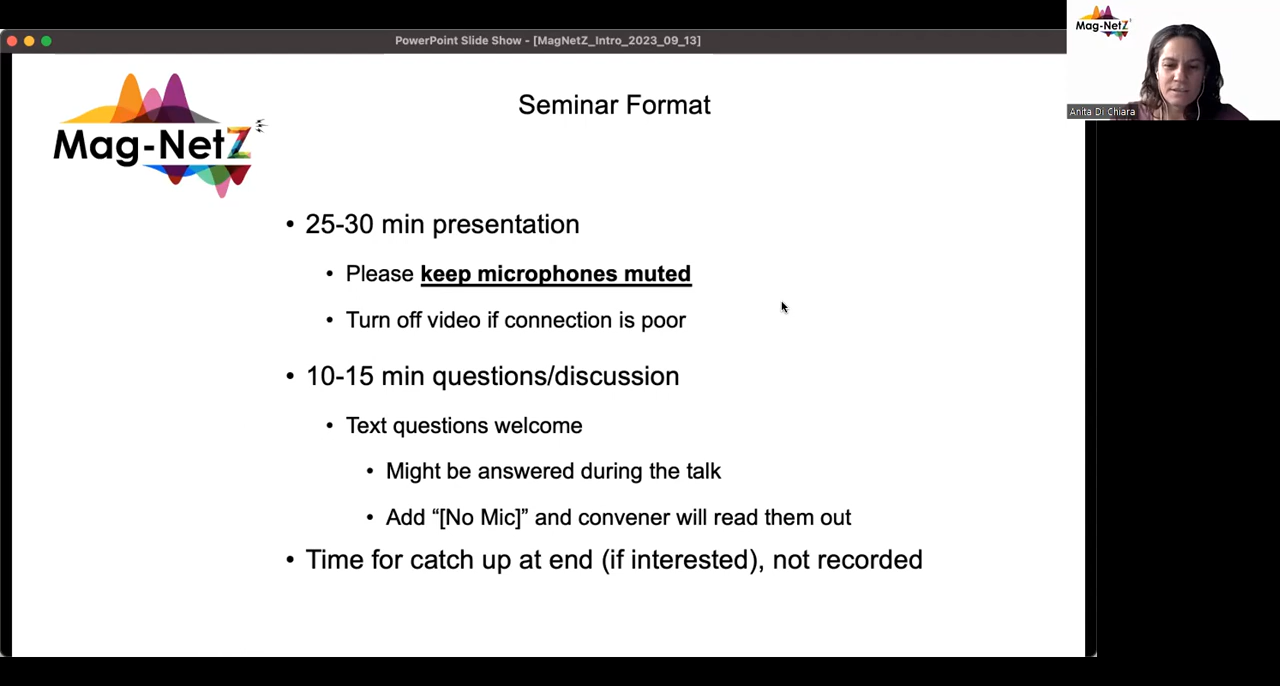 PowerPoint Slide Show - [MagNetZ_Intro_2023_09_13]
Mag-NetZ
Anita Di Chiara
Mag-NetZ
Seminar Format
• 25-30 min presentation
• Please keep microphones muted
• Turn off video if connection is poor
• 10-15 min questions/discussion
• Text questions welcome
• Might be answered during the talk
• Add “[No Mic]” and convener will read them out
• Time for catch up at end (if interested), not recorded